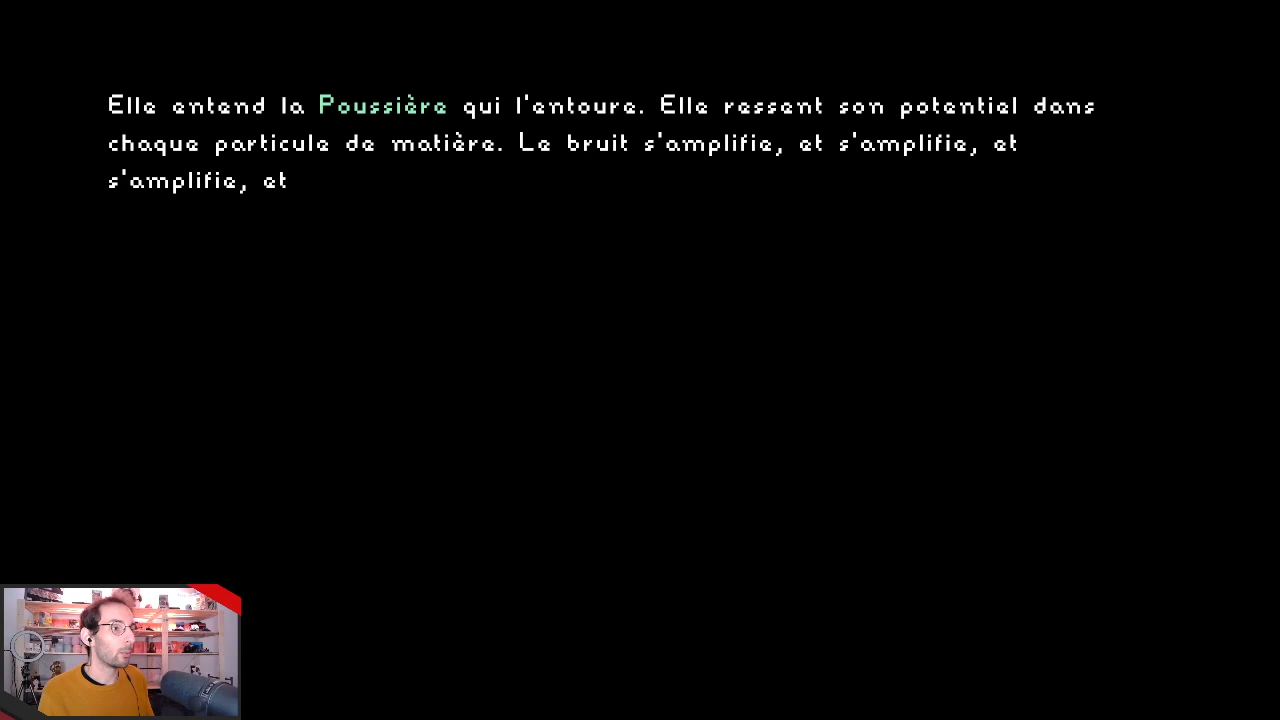 Elle entend la Poussière qui l'entoure. Elle ressent son potentiel dans
chaque particule de matière. Le bruit s'amplifie, et s'amplifie, et
s'amplifie, et